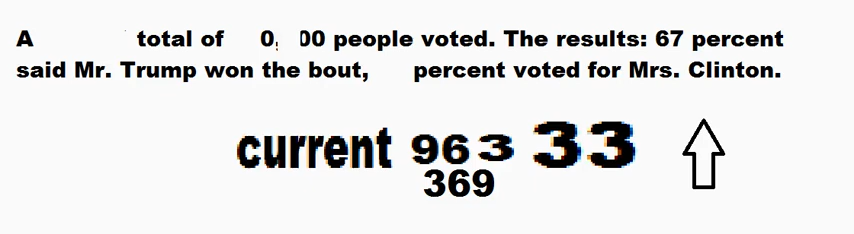 A total of 0, 00 people voted. The results: 67 percent
said Mr. Trump won the bout, percent voted for Mrs. Clinton.
current 963 33
369